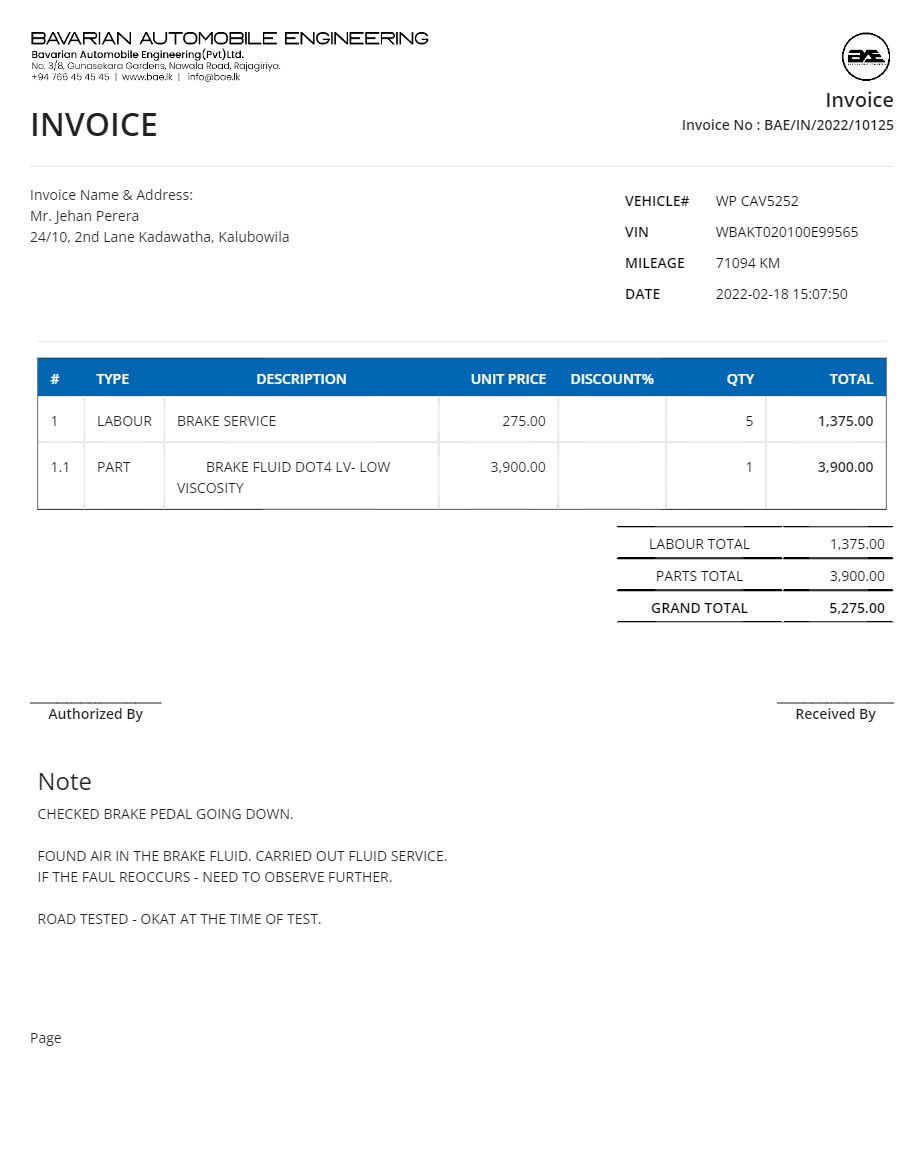 BAVARIAN AUTOMOBILE ENGINEERING
Bavarian Automobile Engineering(Pvt)Ltd.
No. 3/8, Gunasekara Gardens, Nawala Road, Rajagiriya.
+94 766 45 45 45 | www.bae.lk | info@bae.lk
BAE
Invoice
INVOICE
Invoice No : BAE/IN/2022/10125
Invoice Name & Address:
Mr. Jehan Perera
24/10, 2nd Lane Kadawatha, Kalubowila
VEHICLE# WP CAV5252
VIN WBAKT020100E99565
MILEAGE 71094 KM
DATE 2022-02-18 15:07:50
# TYPE DESCRIPTION UNIT PRICE DISCOUNT% QTY TOTAL
1 LABOUR BRAKE SERVICE 275.00 5 1,375.00
1.1 PART BRAKE FLUID DOT4 LV- LOW 3,900.00 1 3,900.00
VISCOSITY
LABOUR TOTAL 1,375.00
PARTS TOTAL 3,900.00
GRAND TOTAL 5,275.00
Authorized By Received By
Note
CHECKED BRAKE PEDAL GOING DOWN.
FOUND AIR IN THE BRAKE FLUID. CARRIED OUT FLUID SERVICE.
IF THE FAUL REOCCURS - NEED TO OBSERVE FURTHER.
ROAD TESTED - OKAT AT THE TIME OF TEST.
Page